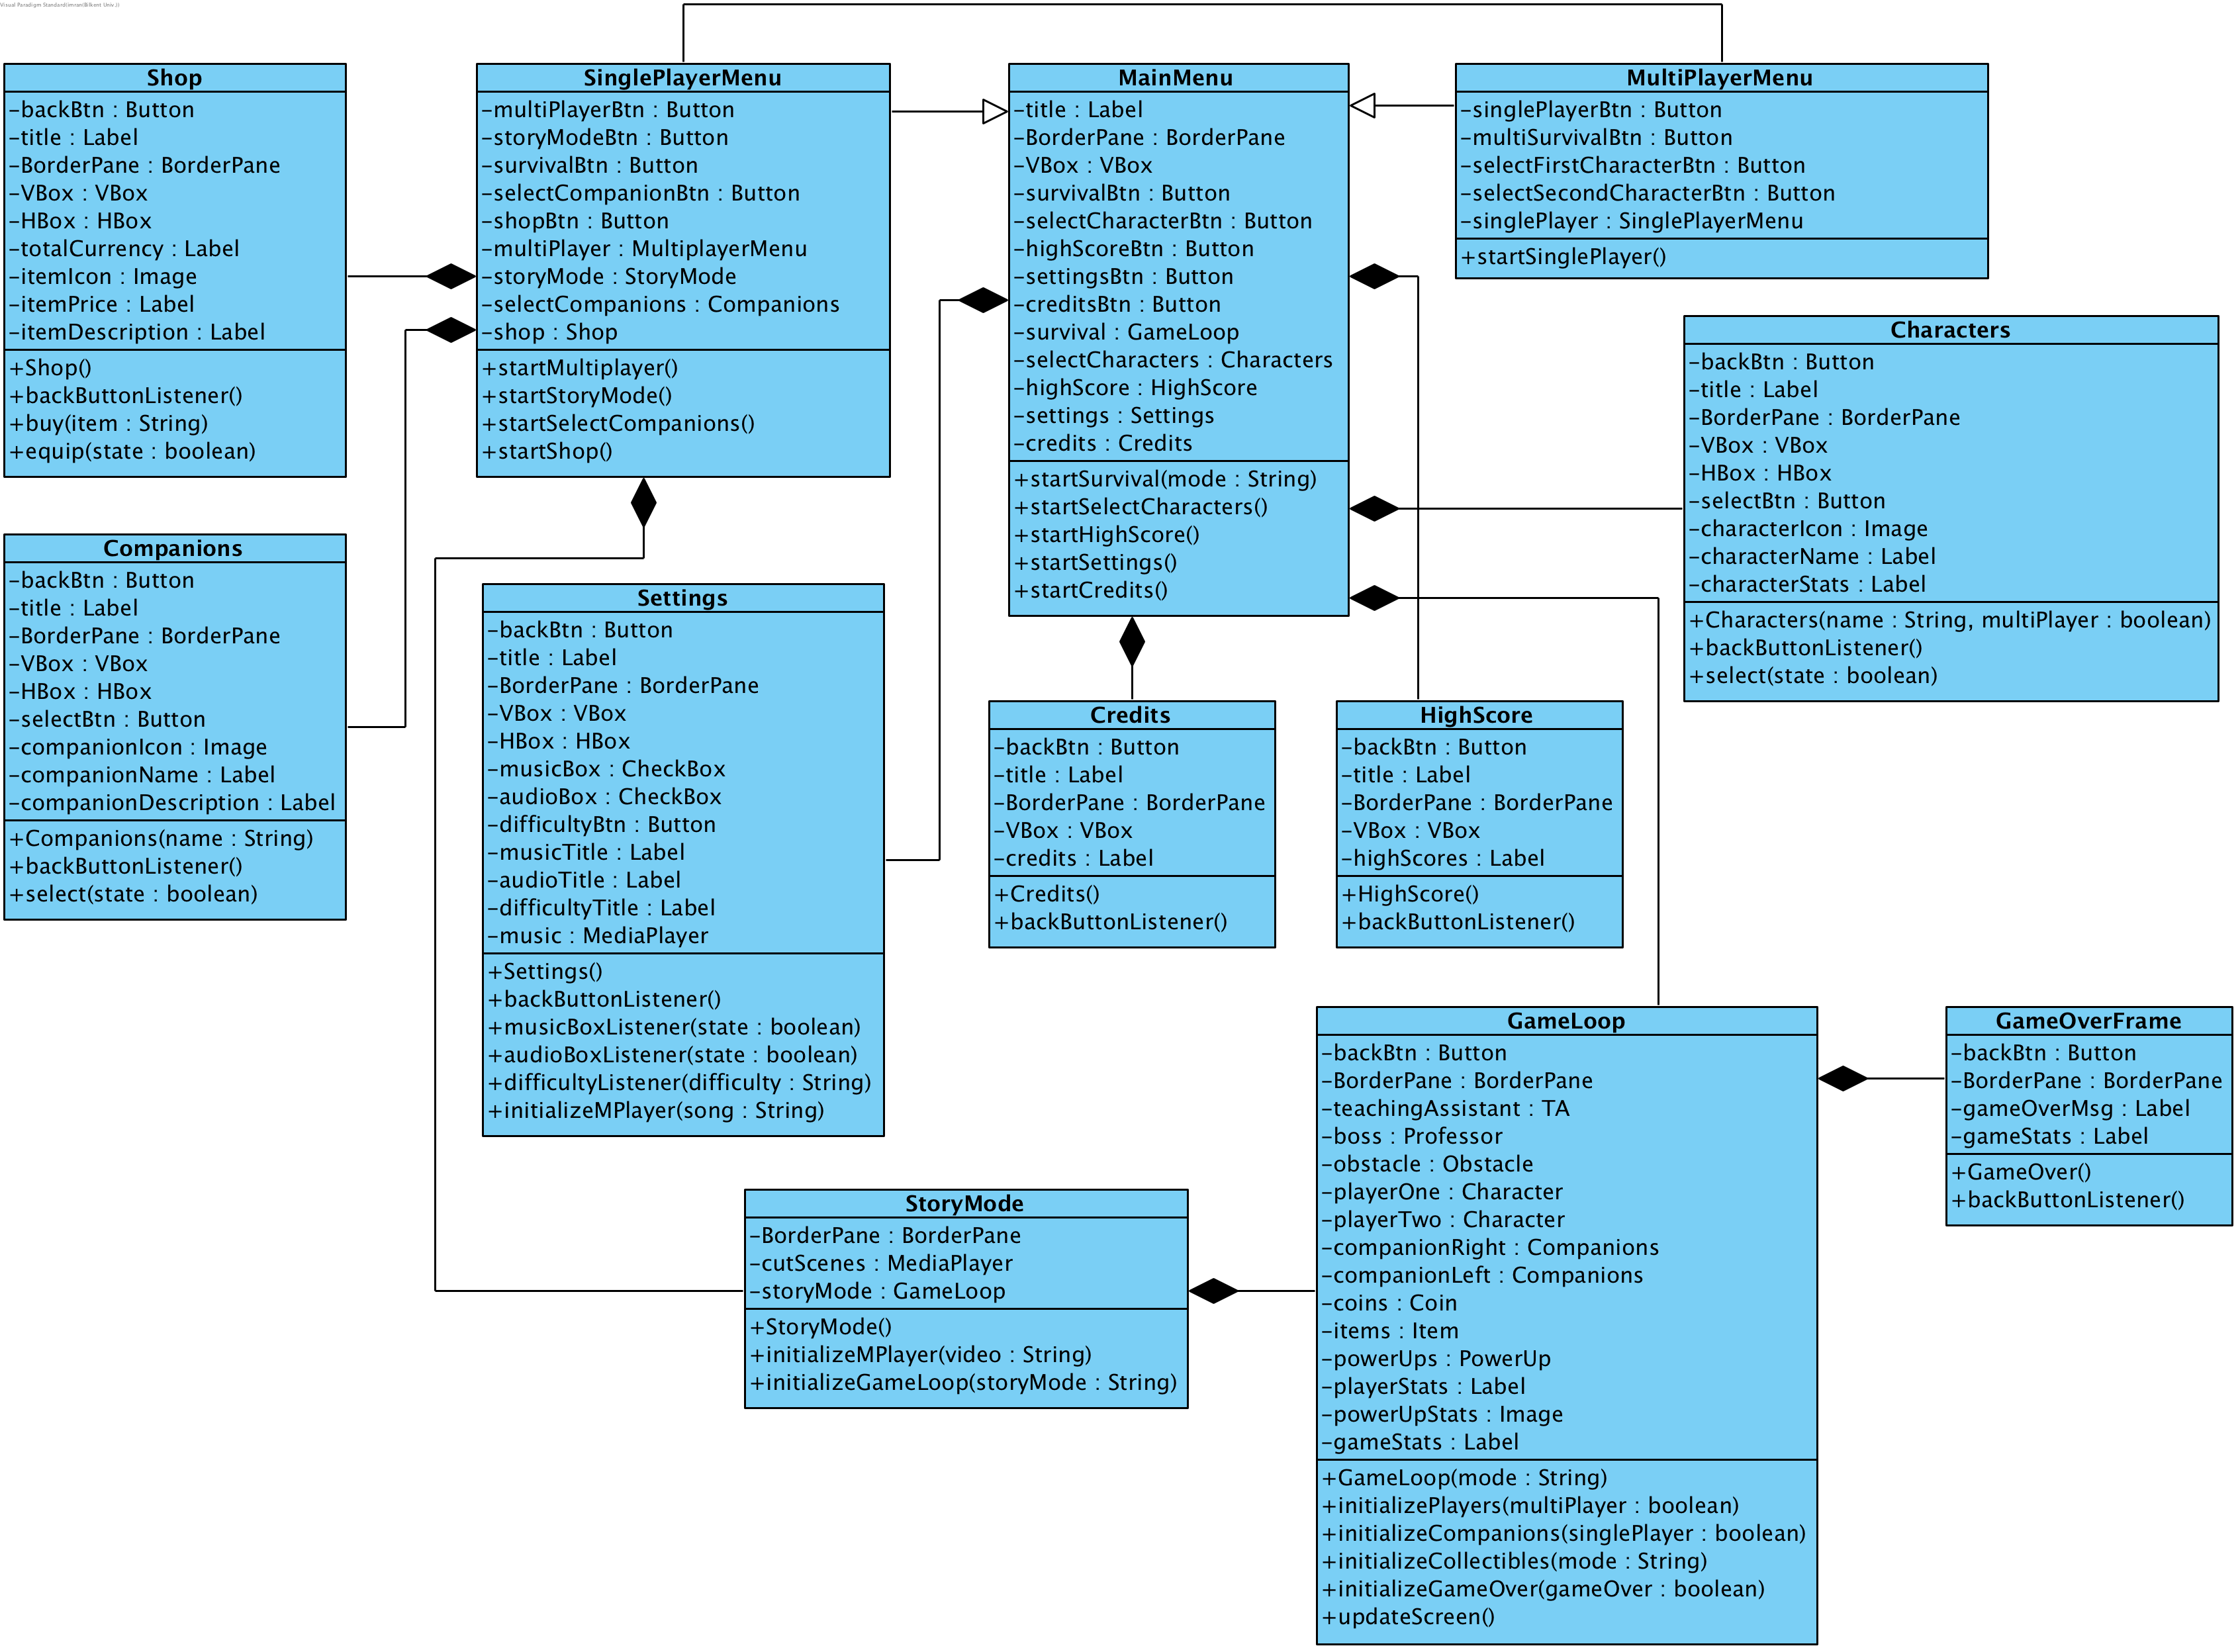 Visual Paradigm Standard(imran(Bilkent Univ.))
Shop
-backBtn : Button
-title : Label
-BorderPane : BorderPane
-VBox : VBox
-HBox : HBox
-totalCurrency : Label
-itemIcon : Image
-itemPrice : Label
-itemDescription : Label
+Shop()
+backButtonListener()
+buy(item : String)
+equip(state : boolean)
SinglePlayerMenu
-multiPlayerBtn : Button
-storyModeBtn : Button
-survivalBtn : Button
-selectCompanionBtn : Button
-shopBtn : Button
-multiPlayer : MultiplayerMenu
-storyMode : StoryMode
-selectCompanions : Companions
-shop : Shop
+startMultiplayer()
+startStoryMode()
+startSelectCompanions()
+startShop()
MainMenu
-title : Label
-BorderPane : BorderPane
-VBox : VBox
-survivalBtn : Button
-selectCharacterBtn : Button
-highScoreBtn : Button
-settingsBtn : Button
-creditsBtn : Button
-survival : GameLoop
-selectCharacters : Characters
-highScore : HighScore
-settings : Settings
-credits : Credits
+startSurvival(mode : String)
+startSelectCharacters()
+startHighScore()
+startSettings()
+startCredits()
MultiPlayerMenu
-singlePlayerBtn : Button
-multiSurvivalBtn : Button
-selectFirstCharacterBtn : Button
-selectSecondCharacterBtn : Button
-singlePlayer : SinglePlayerMenu
+startSinglePlayer()
Characters
-backBtn : Button
-title : Label
-BorderPane : BorderPane
-VBox : VBox
-HBox : HBox
-selectBtn : Button
-characterIcon : Image
-characterName : Label
-characterStats : Label
+Characters(name : String, multiPlayer : boolean)
+backButtonListener()
+select(state : boolean)
Companions
-backBtn : Button
-title : Label
-BorderPane : BorderPane
-VBox : VBox
-HBox : HBox
-selectBtn : Button
-companionIcon : Image
-companionName : Label
-companionDescription : Label
+Companions(name : String)
+backButtonListener()
+select(state : boolean)
Settings
-backBtn : Button
-title : Label
-BorderPane : BorderPane
-VBox : VBox
-HBox : HBox
-musicBox : CheckBox
-audioBox : CheckBox
-difficultyBtn : Button
-musicTitle : Label
-audioTitle : Label
-difficultyTitle : Label
-music : MediaPlayer
+Settings()
+backButtonListener()
+musicBoxListener(state : boolean)
+audioBoxListener(state : boolean)
+difficultyListener(difficulty : String)
+initializeMPlayer(song : String)
Credits
-backBtn : Button
-title : Label
-BorderPane : BorderPane
-VBox : VBox
-credits : Label
+Credits()
+backButtonListener()
HighScore
-backBtn : Button
-title : Label
-BorderPane : BorderPane
-VBox : VBox
-highScores : Label
+HighScore()
+backButtonListener()
StoryMode
-BorderPane : BorderPane
-cutScenes : MediaPlayer
-storyMode : GameLoop
+StoryMode()
+initializeMPlayer(video : String)
+initializeGameLoop(storyMode : String)
GameLoop
-backBtn : Button
-BorderPane : BorderPane
-teachingAssistant : TA
-boss : Professor
-obstacle : Obstacle
-playerOne : Character
-playerTwo : Character
-companionRight : Companions
-companionLeft : Companions
-coins : Coin
-items : Item
-powerUps : PowerUp
-playerStats : Label
-powerUpStats : Image
-gameStats : Label
+GameLoop(mode : String)
+initializePlayers(multiPlayer : boolean)
+initializeCompanions(singlePlayer : boolean)
+initializeCollectibles(mode : String)
+initializeGameOver(gameOver : boolean)
+updateScreen()
GameOverFrame
-backBtn : Button
-BorderPane : BorderPane
-gameOverMsg : Label
-gameStats : Label
+GameOver()
+backButtonListener()